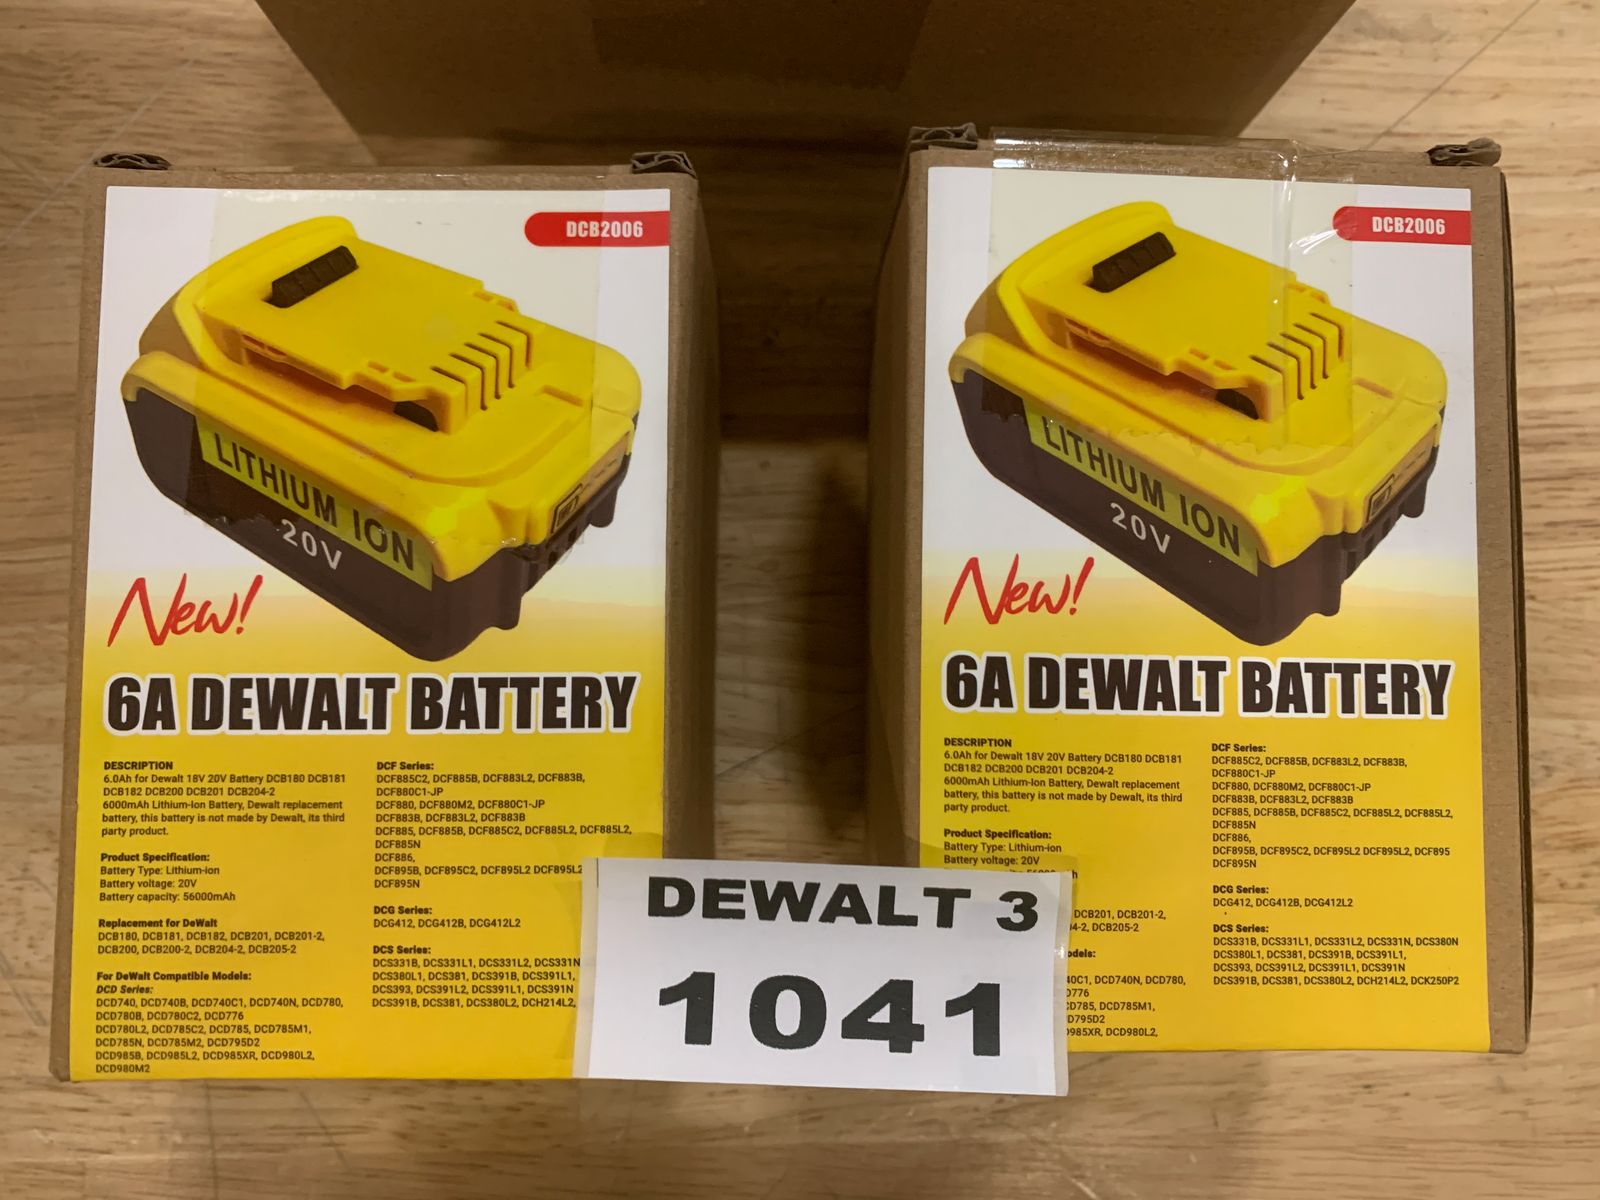 DCB2006
LITHIUM ION
20V
New!
6A DEWALT BATTERY
DESCRIPTION
6.0Ah for Dewalt 18V 20V Battery DCB180 DCB181
DCB182 DCB200 DCB201 DCB204-2
6000mAh Lithium-Ion Battery, Dewalt replacement
battery, this battery is not made by Dewalt, its third
party product.
Product Specification:
Battery Type: Lithium-ion
Battery voltage: 20V
Battery capacity: 56000mAh
Replacement for DeWalt
DCB180, DCB181, DCB182, DCB201, DCB201-2,
DCB200, DCB200-2, DCB204-2, DCB205-2
For DeWalt Compatible Models:
DCD Series:
DCD740, DCD740B, DCD740C1, DCD740N, DCD780,
DCD780B, DCD780C2, DCD776
DCD780L2, DCD785C2, DCD785, DCD785M1,
DCD785N, DCD785M2, DCD795D2
DCD985B, DCD985L2, DCD985XR, DCD980L2,
DCD980M2
DCF Series:
DCF885C2, DCF885B, DCF883L2, DCF883B,
DCF880C1-JP
DCF880, DCF880M2, DCF880C1-JP
DCF883B, DCF883L2, DCF883B
DCF885, DCF885B, DCF885C2, DCF885L2, DCF885L2,
DCF885N
DCF886,
DCF895B, DCF895C2, DCF895L2 DCF895L2
DCF895N
DCG Series:
DCG412, DCG412B, DCG412L2
DCS Series:
DCS331B, DCS331L1, DCS331L2, DCS331N
DCS380L1, DCS381, DCS391B, DCS391L1,
DCS393, DCS391L2, DCS391L1, DCS391N
DCS391B, DCS381, DCS380L2, DCH214L2,
DEWALT 3
1041
DCB2006
LITHIUM ION
20V
New!
6A DEWALT BATTERY
DESCRIPTION
6.0Ah for Dewalt 18V 20V Battery DCB180 DCB181
DCB182 DCB200 DCB201 DCB204-2
6000mAh Lithium-Ion Battery, Dewalt replacement
battery, this battery is not made by Dewalt, its third
party product.
Product Specification:
Battery Type: Lithium-ion
Battery voltage: 20V
DCB201, DCB201-2,
DCB205-2
DCD740N, DCD780,
DCD785M1,
DCD980L2,
DCF Series:
DCF885C2, DCF885B, DCF883L2, DCF883B,
DCF880C1-JP
DCF880, DCF880M2, DCF880C1-JP
DCF883B, DCF883L2, DCF883B
DCF885, DCF885B, DCF885C2, DCF885L2, DCF885L2,
DCF885N
DCF886,
DCF895B, DCF895C2, DCF895L2 DCF895L2, DCF895
DCF895N
DCG Series:
DCG412, DCG412B, DCG412L2
DCS Series:
DCS331B, DCS331L1, DCS331L2, DCS331N, DCS380N
DCS380L1, DCS381, DCS391B, DCS391L1,
DCS393, DCS391L2, DCS391L1, DCS391N
DCS391B, DCS381, DCS380L2, DCH214L2, DCK250P2